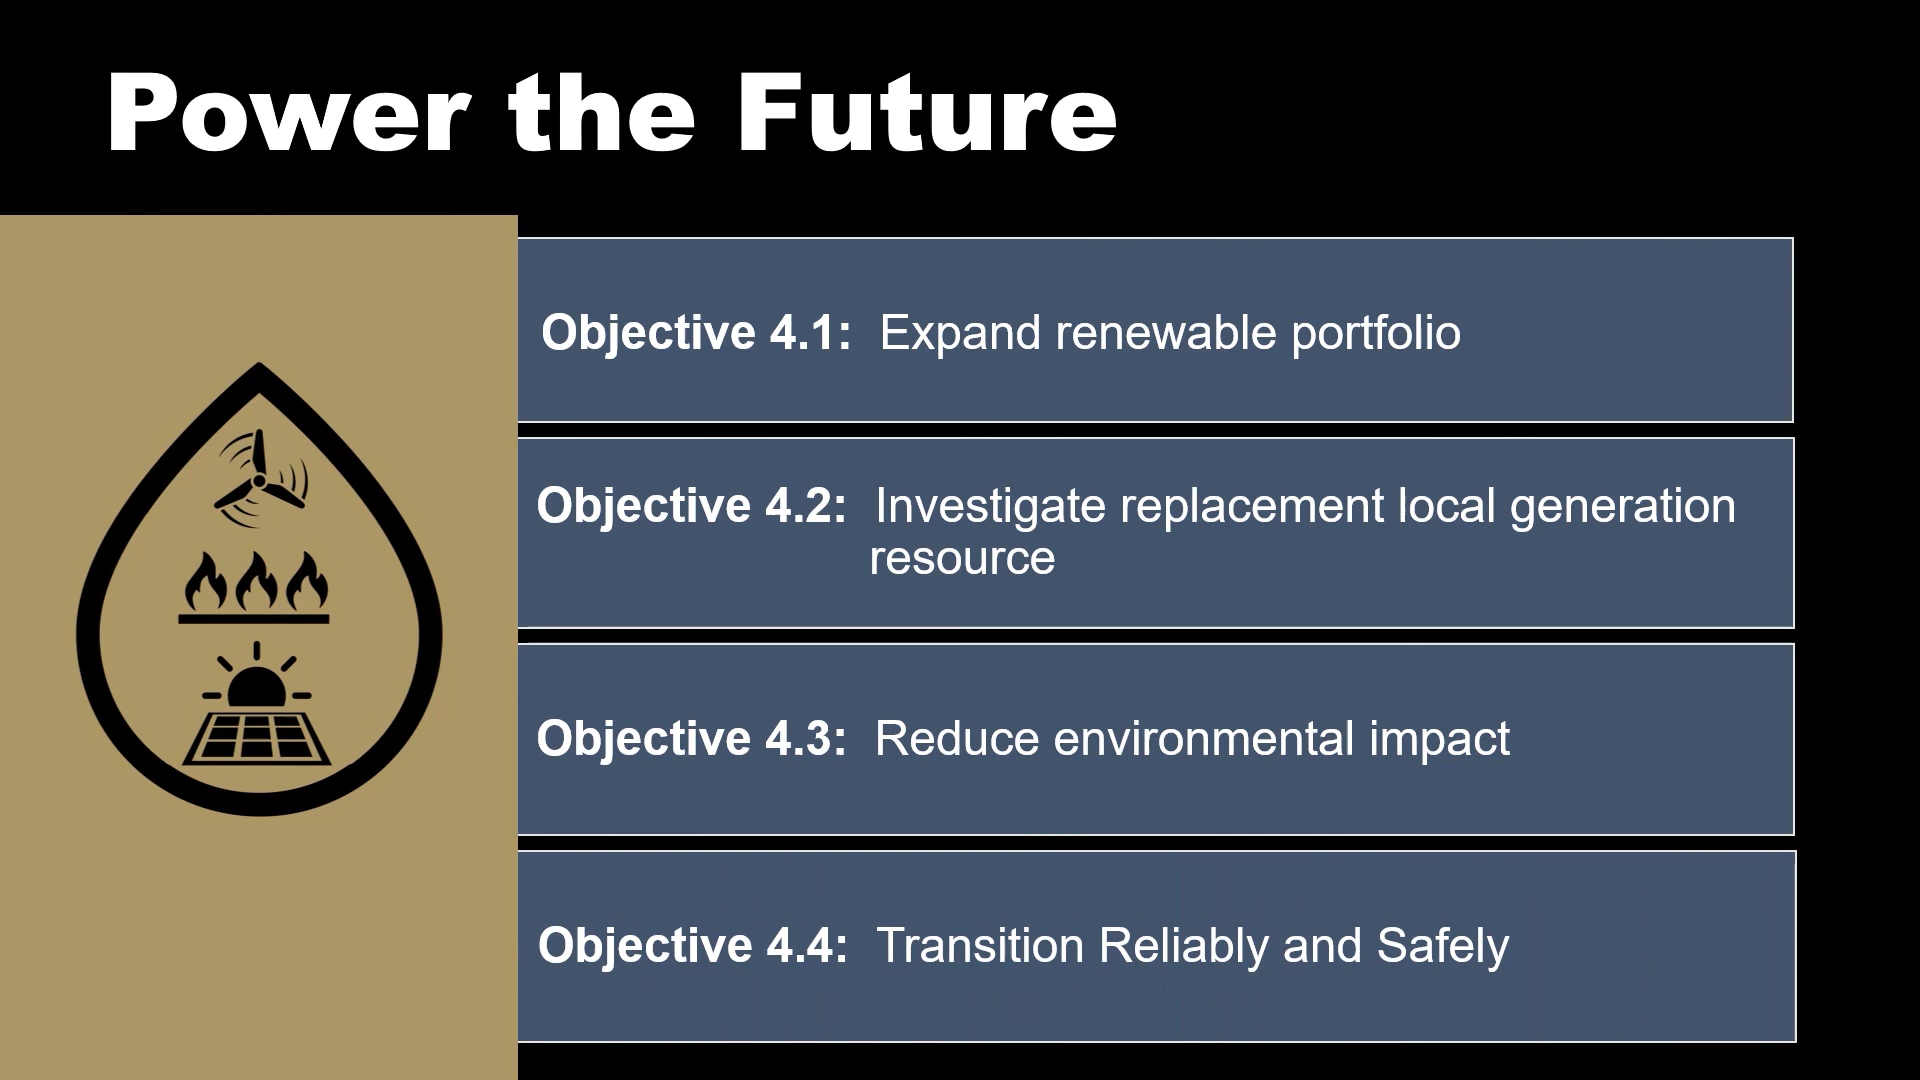 Power the Future
Objective 4.1: Expand renewable portfolio
Objective 4.2: Investigate replacement local generation
resource
Objective 4.3: Reduce environmental impact
Objective 4.4: Transition Reliably and Safely